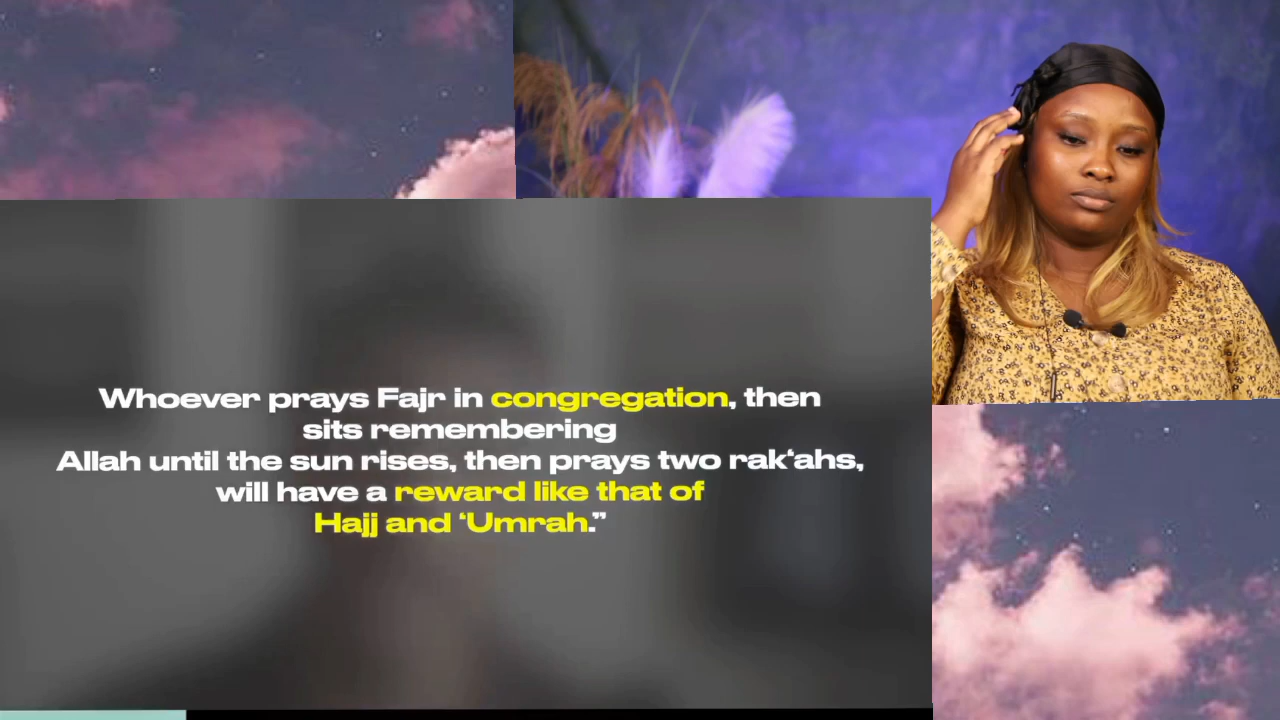 Whoever prays Fajr in congregation, then
sits remembering
Allah until the sun rises, then prays two rak‘ahs,
will have a reward like that of
Hajj and ‘Umrah.”